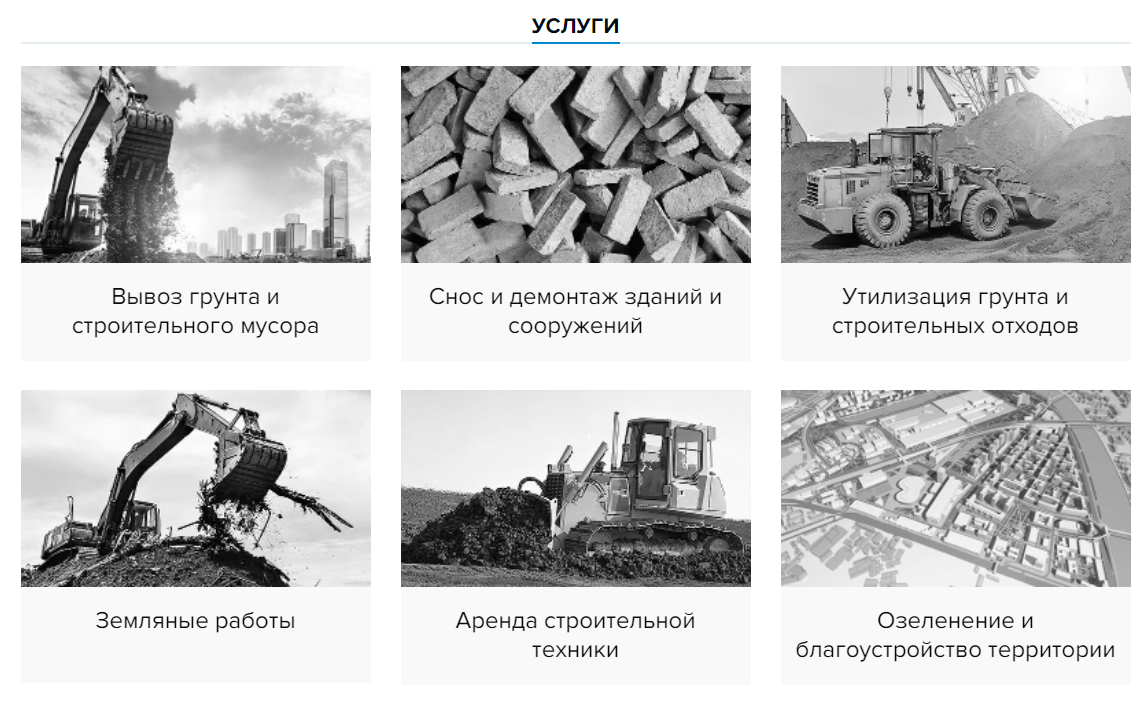 УСЛУГИ
Вывоз грунта и
строительного мусора
Снос и демонтаж зданий и
сооружений
Утилизация грунта и
строительных отходов
Земляные работы
Аренда строительной
техники
Озеленение и
благоустройство территории